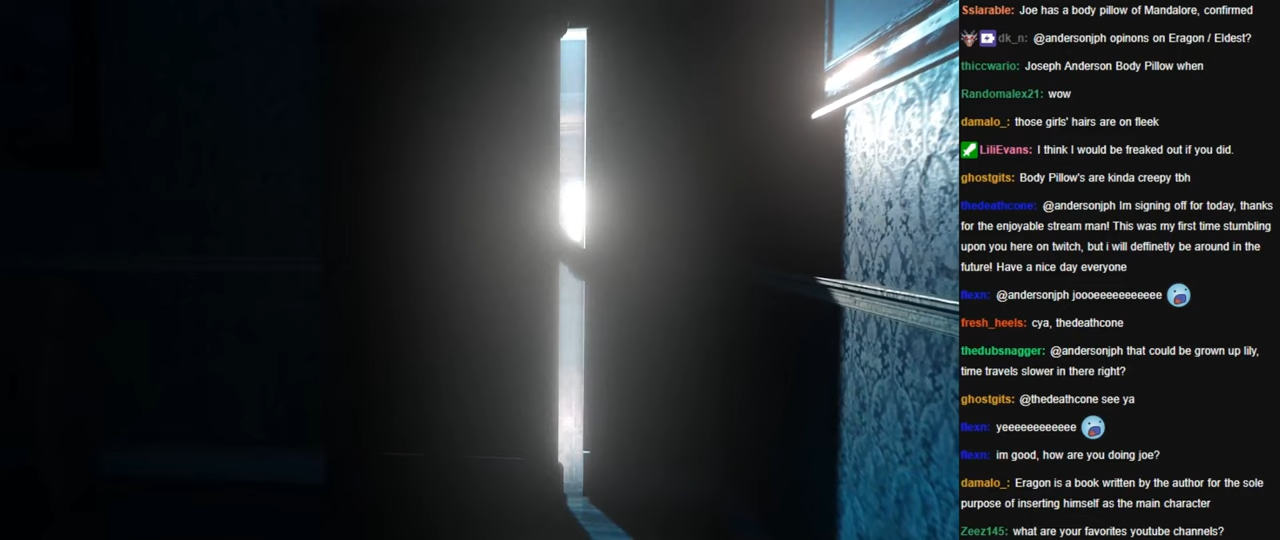 Sslarable: Joe has a body pillow of Mandalore, confirmed
dk_n: @andersonjph opinons on Eragon / Eldest?
thiccwario: Joseph Anderson Body Pillow when
Randomalex21: wow
damalo_: those girls' hairs are on fleek
LiliEvans: I think I would be freaked out if you did.
ghostgits: Body Pillow's are kinda creepy tbh
thedeathcone: @andersonjph Im signing off for today, thanks
for the enjoyable stream man! This was my first time stumbling
upon you here on twitch, but i will deffinetly be around in the
future! Have a nice day everyone
flexn: @andersonjph joooeeeeeeeeeee
fresh_heels: cya, thedeathcone
thedubsnagger: @andersonjph that could be grown up lily,
time travels slower in there right?
ghostgits: @thedeathcone see ya
flexn: yeeeeeeeeeeee
flexn: im good, how are you doing joe?
damalo_: Eragon is a book written by the author for the sole
purpose of inserting himself as the main character
Zeez145: what are your favorites youtube channels?